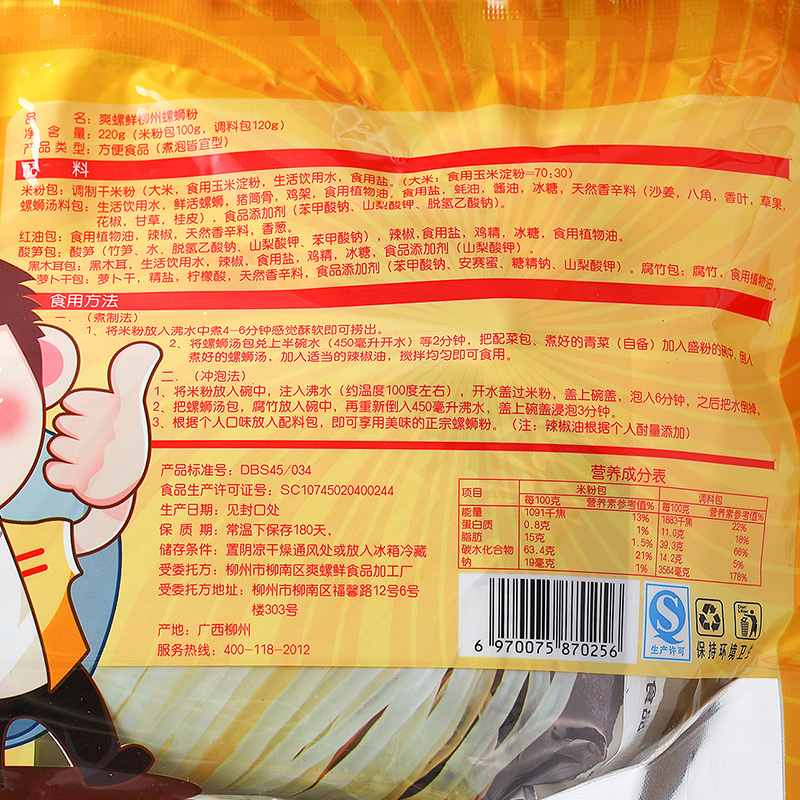 品 名：爽螺鲜柳州螺蛳粉
净 含 量：220g（米粉包100g，调料包120g）
产品 类 型：方便食品（煮泡皆宜型）
配 料
米粉包：调制干米粉（大米，食用玉米淀粉，生活饮用水，食用盐，（大米：食用玉米淀粉=70:30）
螺蛳汤料包：生活饮用水，鲜活螺蛳，猪筒骨，鸡架，食用植物油，食用盐，蚝油，酱油，冰糖，天然香辛料（沙姜，八角，香叶，草果，
花椒，甘草，桂皮），食品添加剂（苯甲酸钠、山梨酸钾、脱氢乙酸钠）。
红油包：食用植物油，辣椒，天然香辛料，香葱。
酸笋包：酸笋（竹笋、水、脱氢乙酸钠、山梨酸钾、苯甲酸钠），辣椒，食用盐，鸡精，冰糖，食用植物油。
黑木耳包：黑木耳，生活饮用水，辣椒，食用盐，鸡精，冰糖，食品添加剂（山梨酸钾）。
萝卜干包：萝卜干，精盐，柠檬酸，天然香辛料，食品添加剂（苯甲酸钠、安赛蜜、糖精钠、山梨酸钾）。腐竹包：腐竹，食用植物油。
食用方法
一．（煮制法）
1、将米粉放入沸水中煮4-6分钟感觉酥软即可捞出。
2、将螺蛳汤包兑上半碗水（450毫升开水）等2分钟，把配菜包、煮好的青菜（自备）加入盛粉的碗中，倒入
煮好的螺蛳汤，加入适当的辣椒油，搅拌均匀即可食用。
二．（冲泡法）
1、将米粉放入碗中，注入沸水（约温度100度左右），开水盖过米粉，盖上碗盖，泡入6分钟，之后把水倒掉。
2、把螺蛳汤包，腐竹放入碗中，再重新倒入450毫升沸水，盖上碗盖浸泡3分钟。
3、根据个人口味放入配料包，即可享用美味的正宗螺蛳粉。（注：辣椒油根据个人酎量添加）
产品标准号：DBS45/034
食品生产许可证号：SC10745020400244
生产日期：见封口处
保 质 期：常温下保存180天，
储存条件：置阴凉干燥通风处或放入冰箱冷藏
受委托方：柳州市柳南区爽螺鲜食品加工厂
受委托方地址：柳州市柳南区福馨路12号6号
楼303号
产地：广西柳州
服务热线：400-118-2012
营养成分表
项目 米粉包 调料包
每100克 营养素参考值% 每100克 营养素参考值%
能量 1091千焦 13% 1883千焦 22%
蛋白质 0.8克 1% 11.0克 18%
脂肪 15克 1.5% 39.3克 66%
碳水化合物 63.4克 21% 14.2克 5%
钠 19毫克 1% 3564毫克 178%
6 970075 870256
生产许可
保持环境卫生
食品